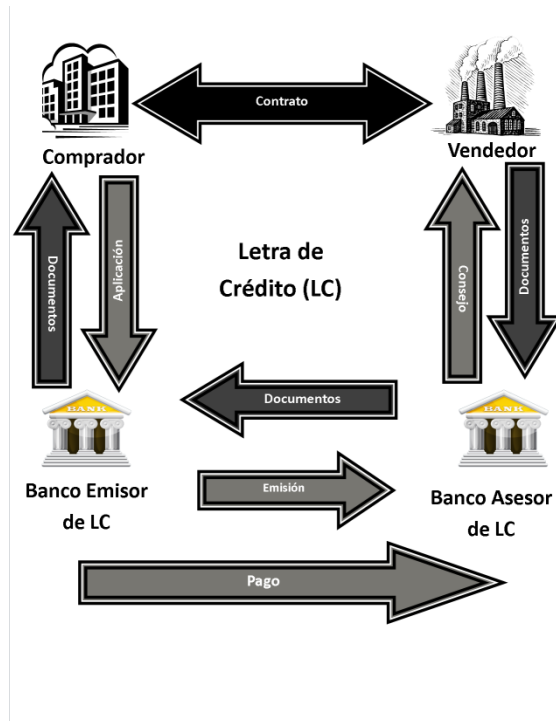 Contrato
Comprador
Vendedor
Documentos
Aplicación
Letra de
Crédito (LC)
Consejo
Documentos
Documentos
BANK
BANK
Banco Emisor
de LC
Emisión
Banco Asesor
de LC
Pago